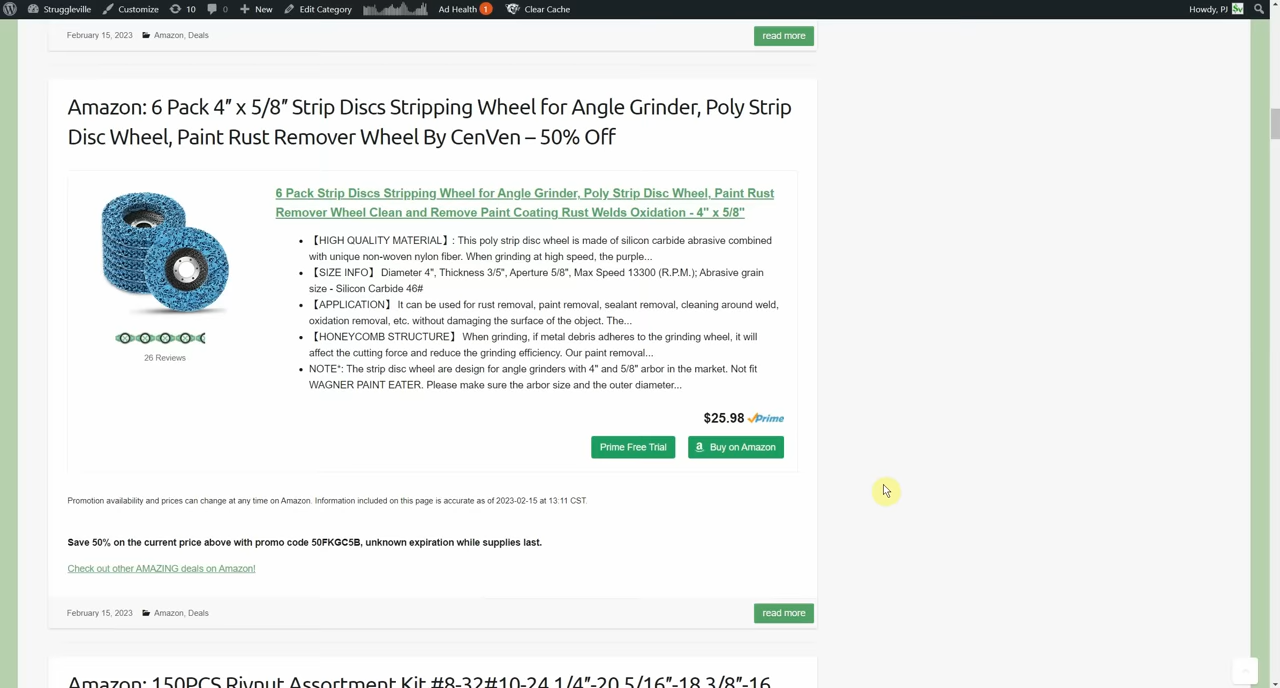 Struggleville Customize 10 0 New Edit Category Ad Health 1 Clear Cache Howdy, PJ
February 15, 2023 Amazon, Deals read more
Amazon: 6 Pack 4″ x 5/8″ Strip Discs Stripping Wheel for Angle Grinder, Poly Strip
Disc Wheel, Paint Rust Remover Wheel By CenVen – 50% Off
6 Pack Strip Discs Stripping Wheel for Angle Grinder, Poly Strip Disc Wheel, Paint Rust
Remover Wheel Clean and Remove Paint Coating Rust Welds Oxidation - 4" x 5/8"
• 【HIGH QUALITY MATERIAL】: This poly strip disc wheel is made of silicon carbide abrasive combined
with unique non-woven nylon fiber. When grinding at high speed, the purple...
• 【SIZE INFO】 Diameter 4", Thickness 3/5", Aperture 5/8", Max Speed 13300 (R.P.M.); Abrasive grain
size - Silicon Carbide 46#
• 【APPLICATION】 It can be used for rust removal, paint removal, sealant removal, cleaning around weld,
oxidation removal, etc. without damaging the surface of the object. The...
• 【HONEYCOMB STRUCTURE】 When grinding, if metal debris adheres to the grinding wheel, it will
affect the cutting force and reduce the grinding efficiency. Our paint removal...
• NOTE*: The strip disc wheel are design for angle grinders with 4" and 5/8" arbor in the market. Not fit
WAGNER PAINT EATER. Please make sure the arbor size and the outer diameter...
26 Reviews
$25.98 Prime
Prime Free Trial Buy on Amazon
Promotion availability and prices can change at any time on Amazon. Information included on this page is accurate as of 2023-02-15 at 13:11 CST.
Save 50% on the current price above with promo code 50FKGC5B, unknown expiration while supplies last.
Check out other AMAZING deals on Amazon!
February 15, 2023 Amazon, Deals read more
Amazon: 150PCS Rivnut Assortment Kit #8-32#10-24 1/4″-20 5/16″-18 3/8″-16